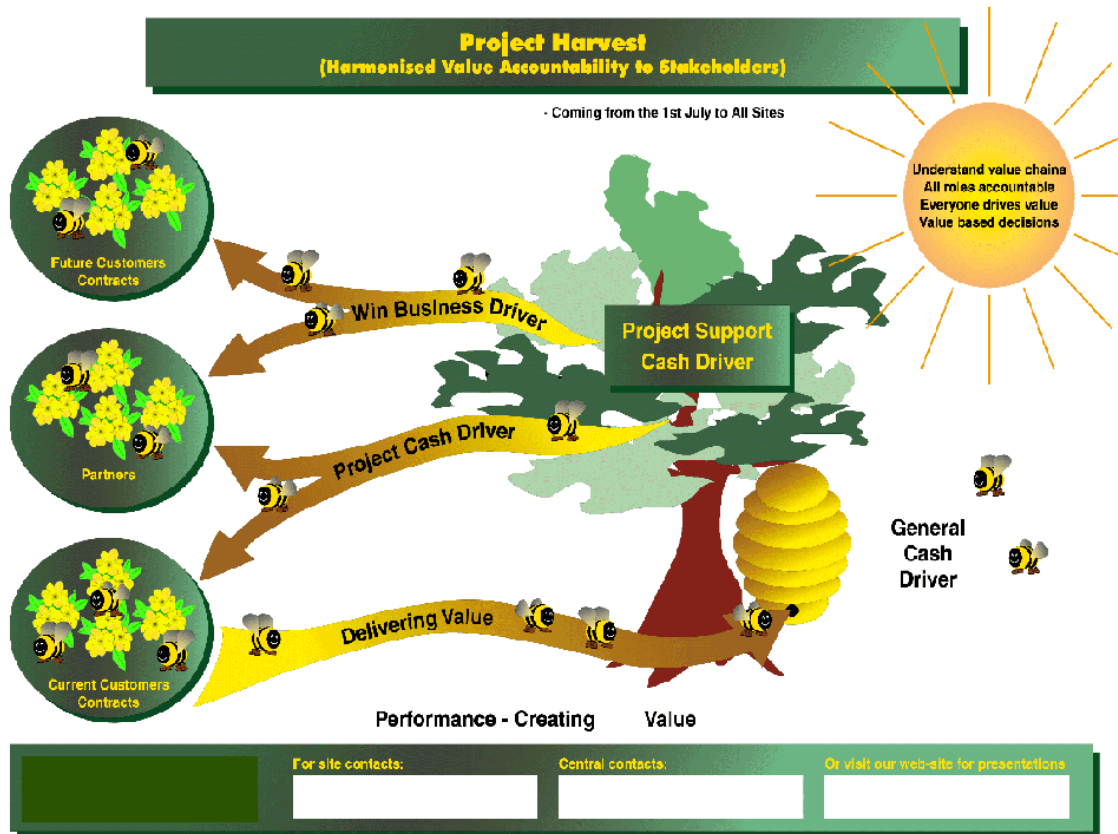 Project Harvest
(Harmonised Value Accountability to Stakeholders)
- Coming from the 1st July to All Sites
Understand value chains
All roles accountable
Everyone drives value
Value based decisions
Future Customers
Contracts
Win Business Driver
Project Support
Cash Driver
Partners
Project Cash Driver
General
Cash
Driver
Current Customers
Contracts
Delivering Value
Performance - Creating Value
For site contacts:
Central contacts:
Or visit our web-site for presentations